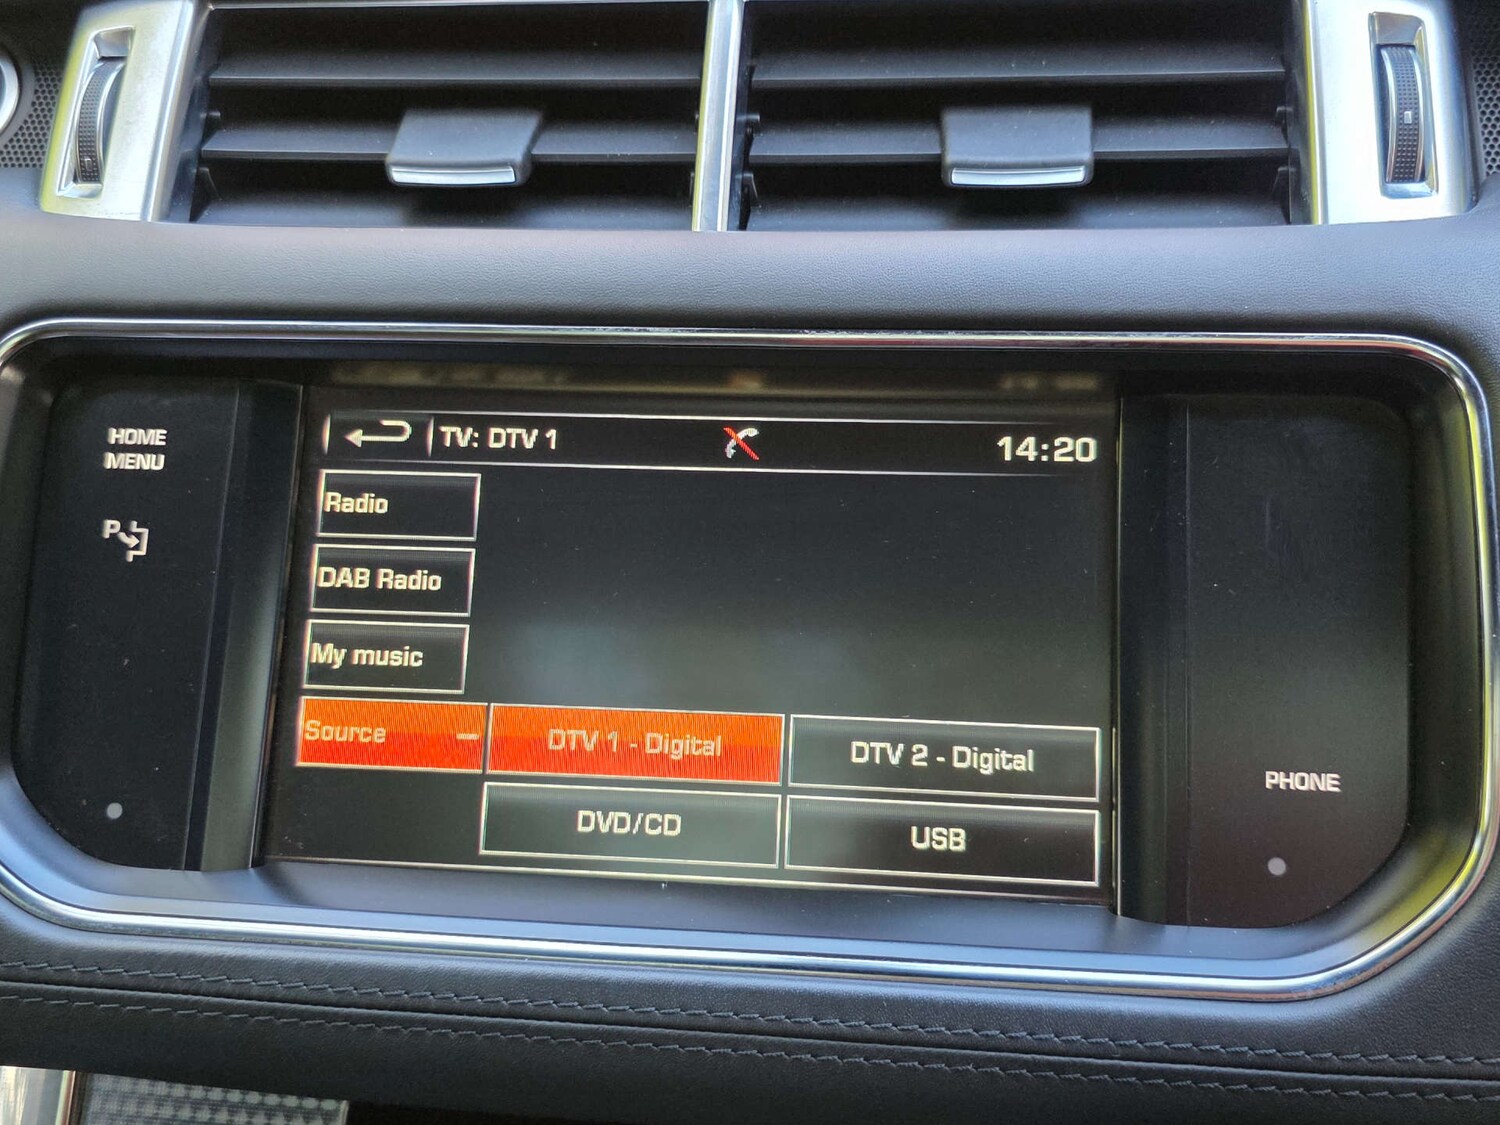 HOME
MENU
P
TV: DTV 1
14:20
Radio
DAB Radio
My music
Source
DTV 1 - Digital
DTV 2 - Digital
DVD/CD
USB
PHONE